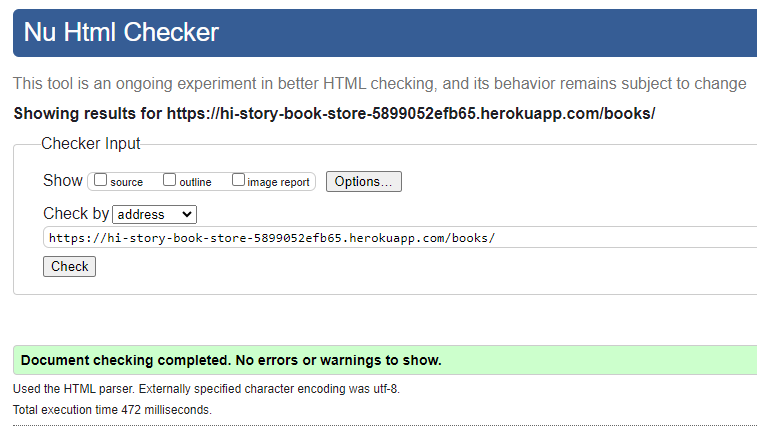 Nu Html Checker
This tool is an ongoing experiment in better HTML checking, and its behavior remains subject to change
Showing results for https://hi-story-book-store-5899052efb65.herokuapp.com/books/
Checker Input
Show source outline image report Options...
Check by address
https://hi-story-book-store-5899052efb65.herokuapp.com/books/
Check
Document checking completed. No errors or warnings to show.
Used the HTML parser. Externally specified character encoding was utf-8.
Total execution time 472 milliseconds.